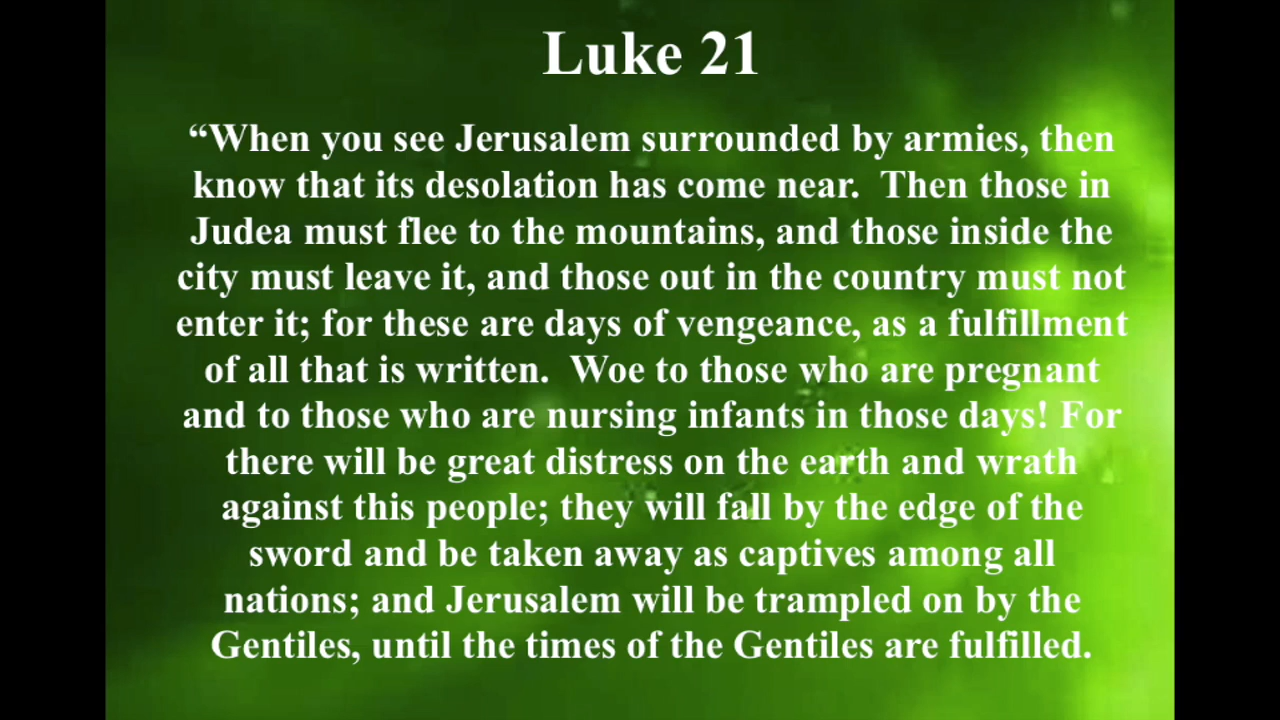 Luke 21
“When you see Jerusalem surrounded by armies, then
know that its desolation has come near.  Then those in
Judea must flee to the mountains, and those inside the
city must leave it, and those out in the country must not
enter it; for these are days of vengeance, as a fulfillment
of all that is written.  Woe to those who are pregnant
and to those who are nursing infants in those days! For
there will be great distress on the earth and wrath
against this people; they will fall by the edge of the
sword and be taken away as captives among all
nations; and Jerusalem will be trampled on by the
Gentiles, until the times of the Gentiles are fulfilled.